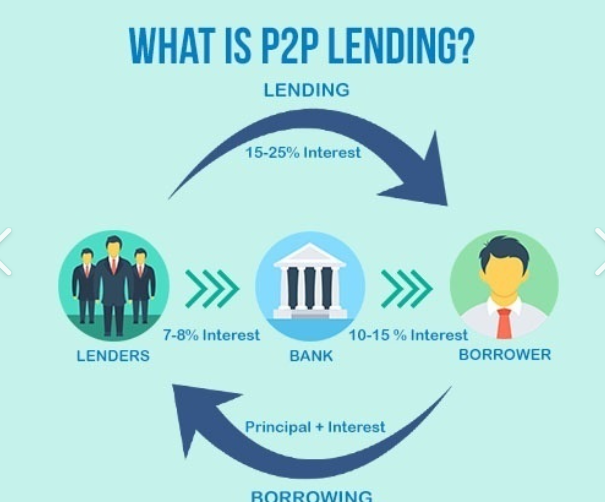 WHAT IS P2P LENDING?
LENDING
15-25% Interest
7-8% Interest
10-15 % Interest
LENDERS
BANK
BORROWER
Principal + Interest
BORROWING